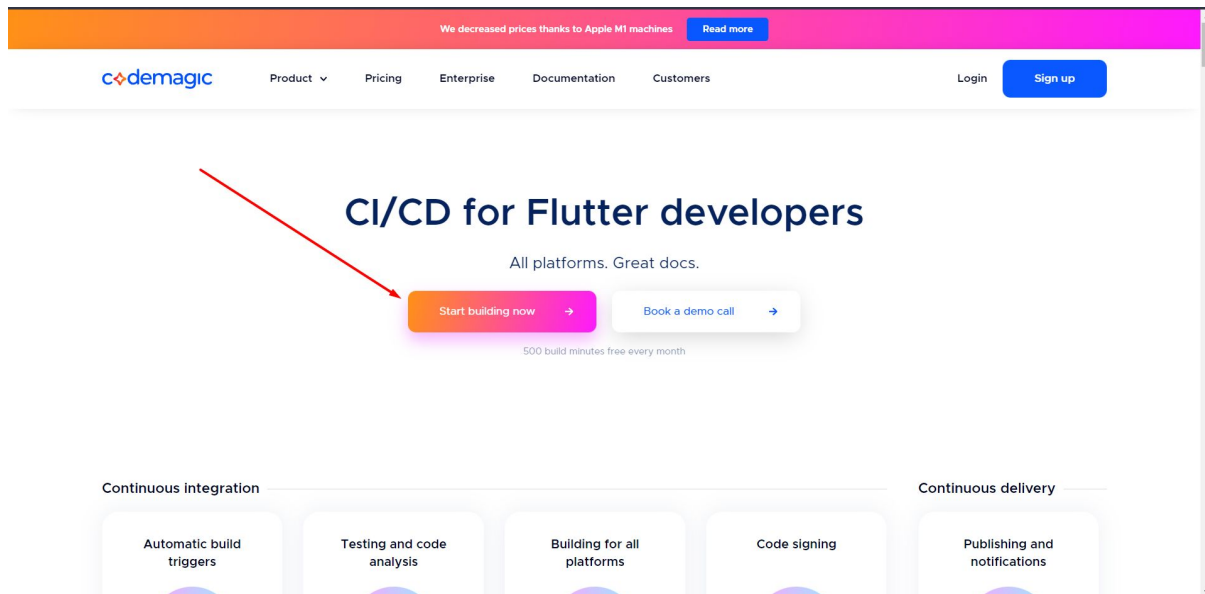 We decreased prices thanks to Apple M1 machines Read more
codemagic Product Pricing Enterprise Documentation Customers Login Sign up
CI/CD for Flutter developers
All platforms. Great docs.
Start building now → Book a demo call →
500 build minutes free every month
Continuous integration Continuous delivery
Automatic build Testing and code Building for all Code signing Publishing and
triggers analysis platforms notifications